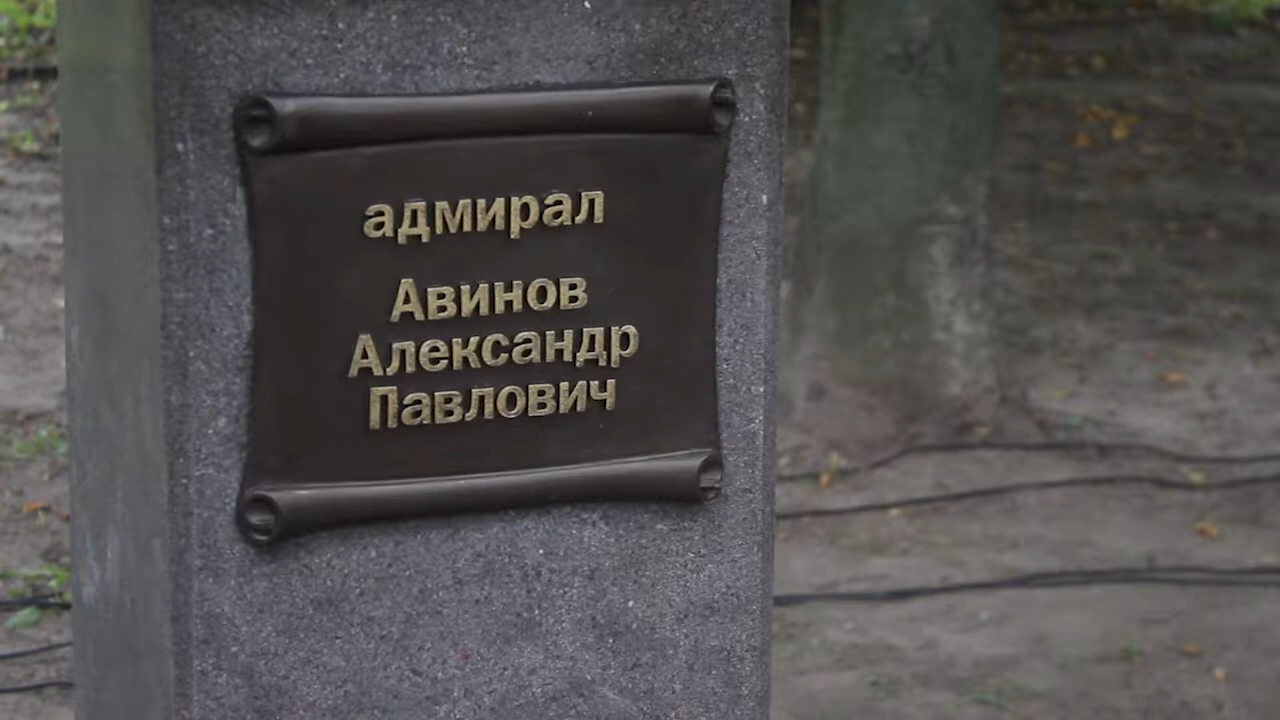 адмирал
Авинов
Александр
Павлович